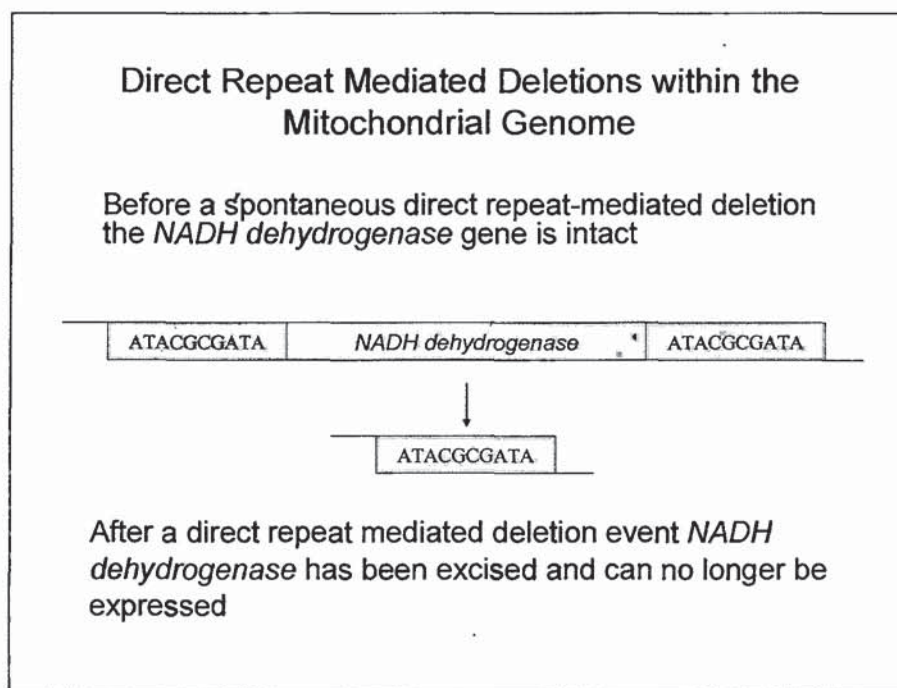 Direct Repeat Mediated Deletions within the
Mitochondrial Genome
Before a spontaneous direct repeat-mediated deletion
the NADH dehydrogenase gene is intact
ATACGCGATA NADH dehydrogenase ATACGCGATA
ATACGCGATA
After a direct repeat mediated deletion event NADH
dehydrogenase has been excised and can no longer be
expressed